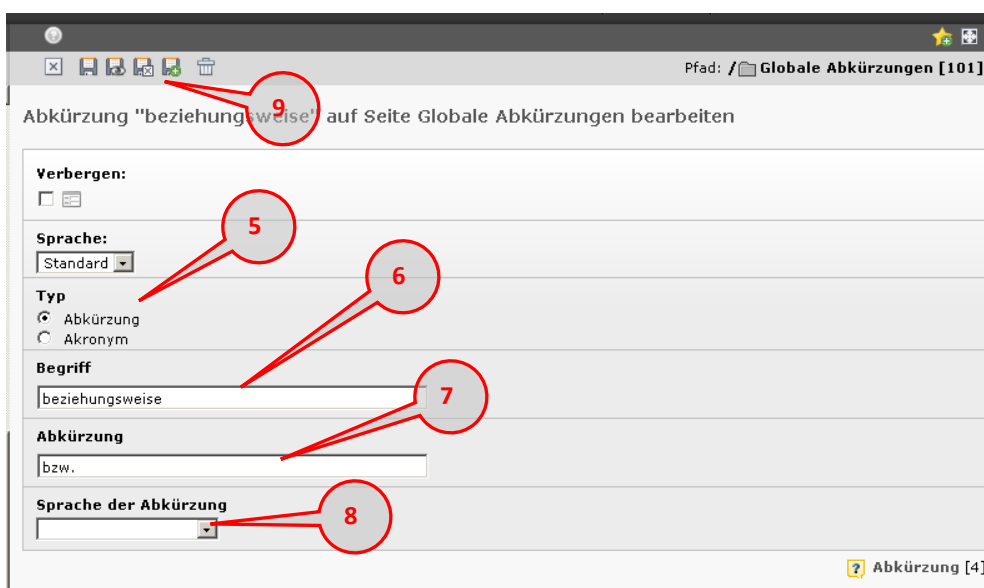 Pfad: / Globale Abkürzungen [101]
9
Abkürzung "beziehungsweise" auf Seite Globale Abkürzungen bearbeiten
Verbergen:
5
Sprache:
Standard
6
Typ
Abkürzung
Akronym
Begriff
beziehungsweise
7
Abkürzung
bzw.
Sprache der Abkürzung
8
? Abkürzung [4]